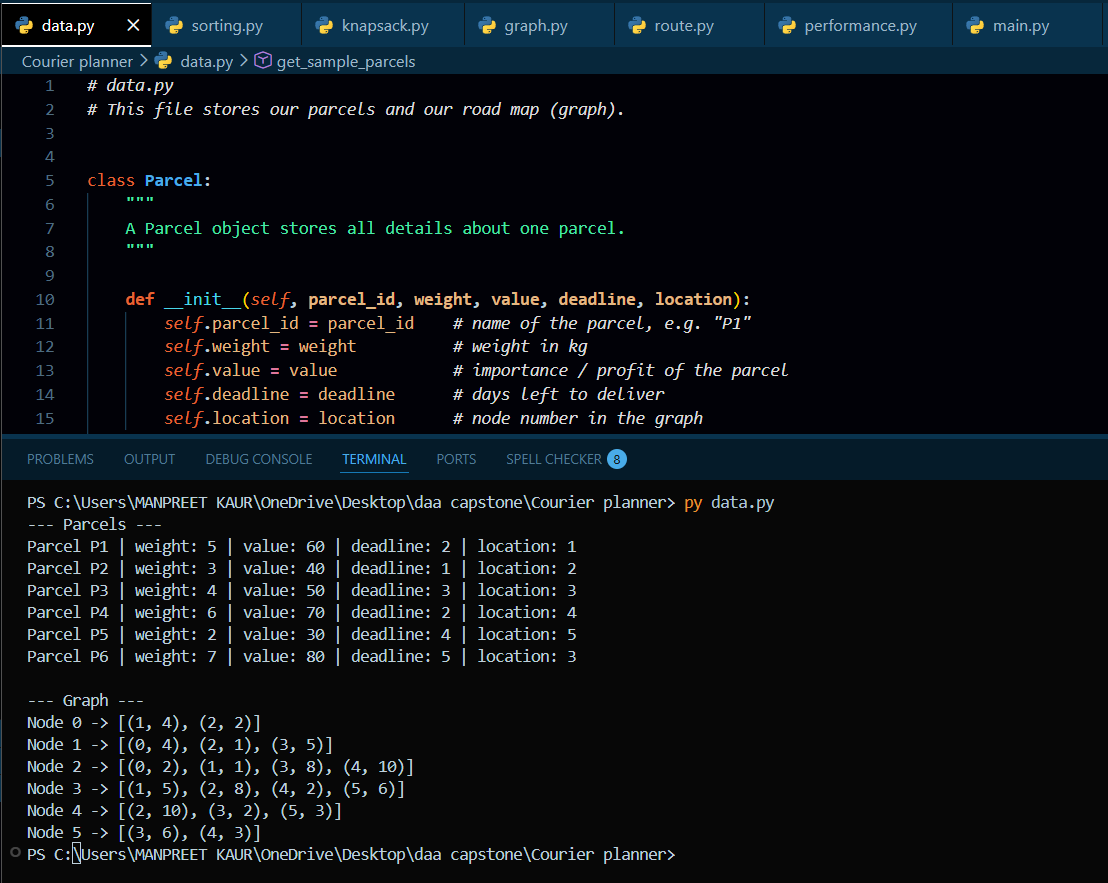 data.py
sorting.py
knapsack.py
graph.py
route.py
performance.py
main.py
Courier planner > data.py > get_sample_parcels
1 # data.py
2 # This file stores our parcels and our road map (graph).
3
4
5 class Parcel:
6 """
7 A Parcel object stores all details about one parcel.
8 """
9
10 def __init__(self, parcel_id, weight, value, deadline, location):
11 self.parcel_id = parcel_id # name of the parcel, e.g. "P1"
12 self.weight = weight # weight in kg
13 self.value = value # importance / profit of the parcel
14 self.deadline = deadline # days left to deliver
15 self.location = location # node number in the graph
PROBLEMS OUTPUT DEBUG CONSOLE TERMINAL PORTS SPELL CHECKER 8
PS C:\Users\MANPREET KAUR\OneDrive\Desktop\daa capstone\Courier planner> py data.py
--- Parcels ---
Parcel P1 | weight: 5 | value: 60 | deadline: 2 | location: 1
Parcel P2 | weight: 3 | value: 40 | deadline: 1 | location: 2
Parcel P3 | weight: 4 | value: 50 | deadline: 3 | location: 3
Parcel P4 | weight: 6 | value: 70 | deadline: 2 | location: 4
Parcel P5 | weight: 2 | value: 30 | deadline: 4 | location: 5
Parcel P6 | weight: 7 | value: 80 | deadline: 5 | location: 3
--- Graph ---
Node 0 -> [(1, 4), (2, 2)]
Node 1 -> [(0, 4), (2, 1), (3, 5)]
Node 2 -> [(0, 2), (1, 1), (3, 8), (4, 10)]
Node 3 -> [(1, 5), (2, 8), (4, 2), (5, 6)]
Node 4 -> [(2, 10), (3, 2), (5, 3)]
Node 5 -> [(3, 6), (4, 3)]
PS C:\Users\MANPREET KAUR\OneDrive\Desktop\daa capstone\Courier planner>